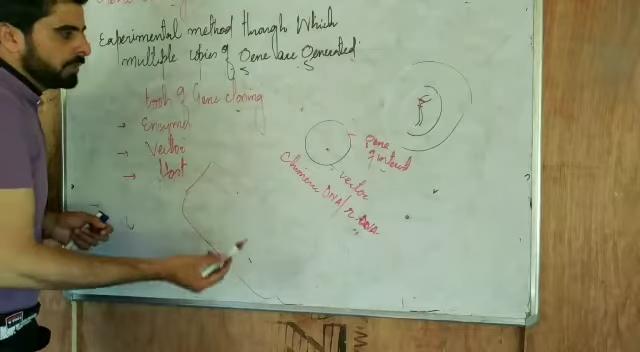 Experimental method through which
multiple copies of Gene are Generated.
tools of Gene cloning
→ Enzymes
→ Vector
→ Host
gene
of interest
vector
Chimeric DNA/r.DNA